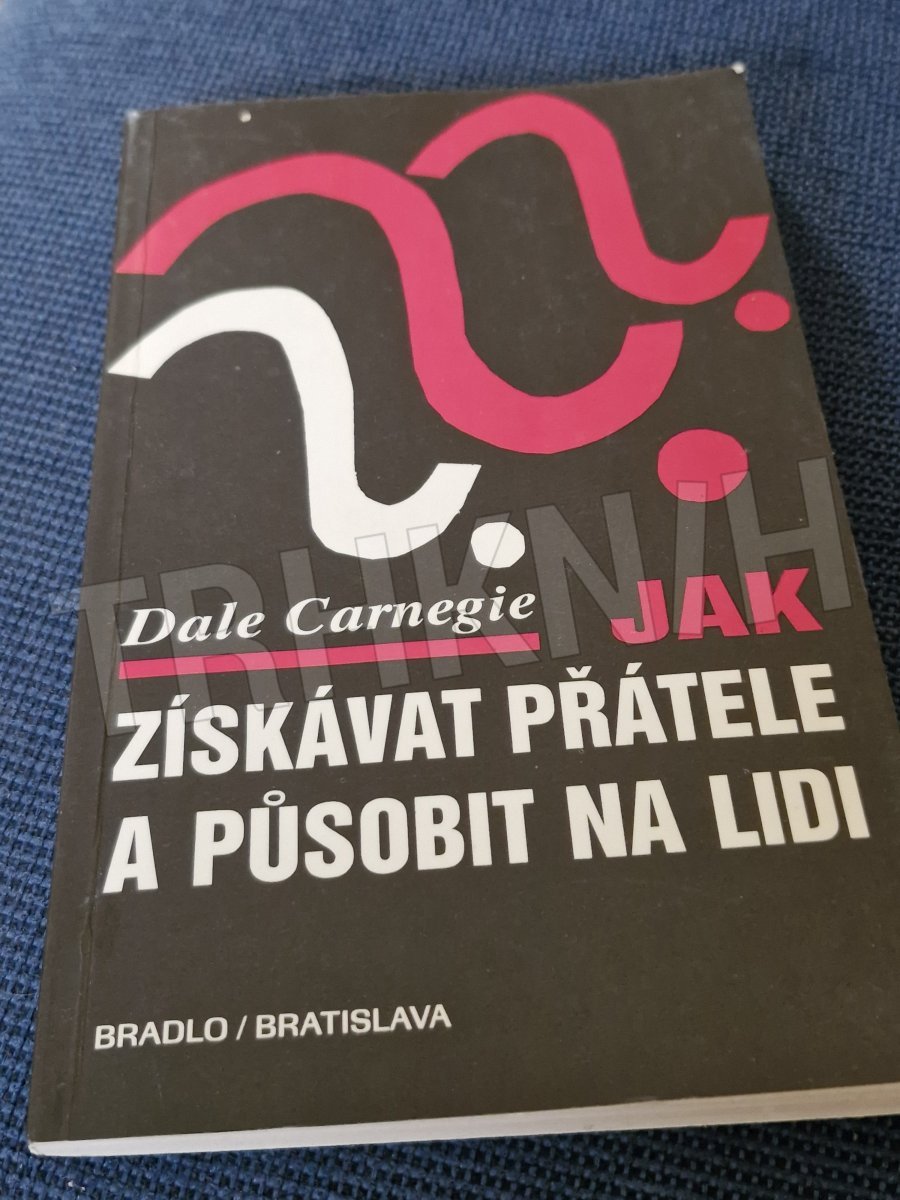 TRHKNIH
Dale Carnegie JAK
ZÍSKÁVAT PŘÁTELE
A PŮSOBIT NA LIDI
BRADLO / BRATISLAVA